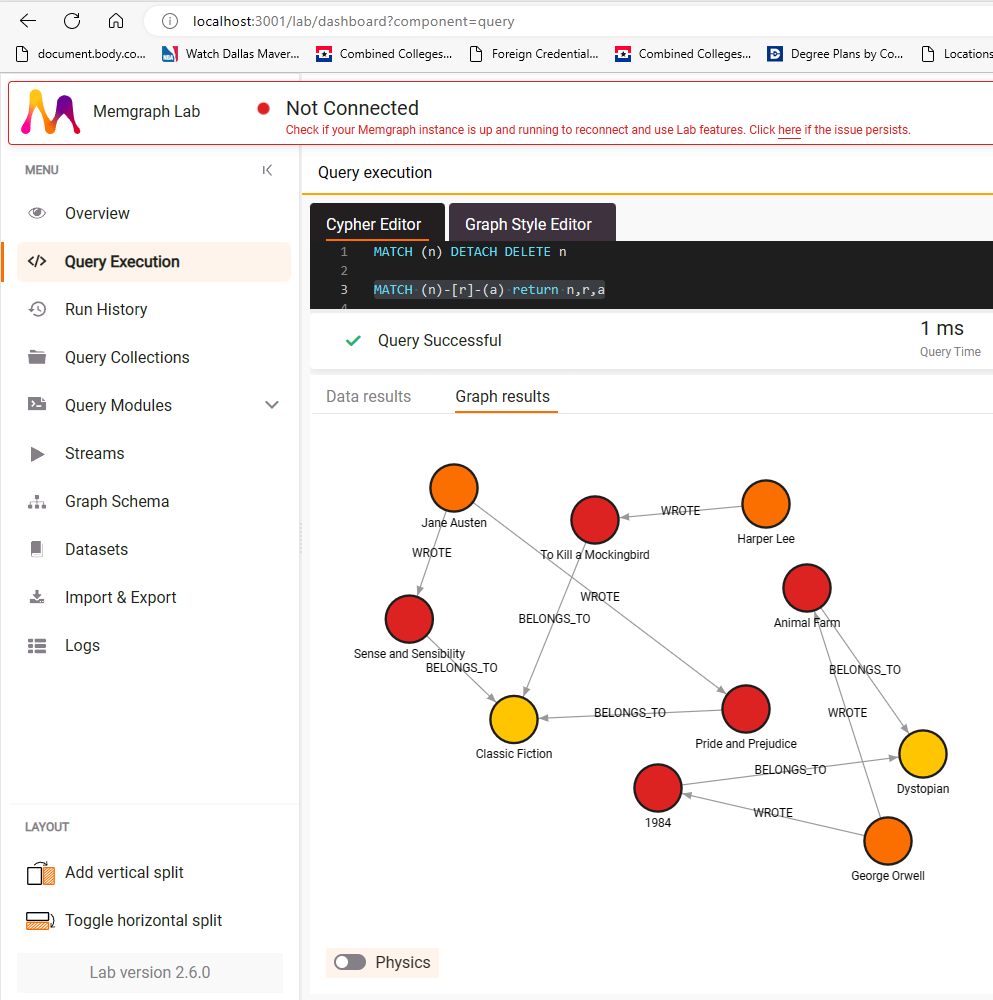 localhost:3001/lab/dashboard?component=query
document.body.co... Watch Dallas Maver... Combined Colleges... Foreign Credential... Combined Colleges... Degree Plans by Co... Locations
Memgraph Lab
Not Connected
Check if your Memgraph instance is up and running to reconnect and use Lab features. Click here if the issue persists.
MENU
Overview
Query Execution
Run History
Query Collections
Query Modules
Streams
Graph Schema
Datasets
Import & Export
Logs
LAYOUT
Add vertical split
Toggle horizontal split
Lab version 2.6.0
Query execution
Cypher Editor Graph Style Editor
1 MATCH (n) DETACH DELETE n
2
3 MATCH (n)-[r]-(a) return n,r,a
4
Query Successful
1 ms
Query Time
Data results Graph results
Jane Austen
WROTE
To Kill a Mockingbird
Harper Lee
WROTE
WROTE
Animal Farm
BELONGS_TO
Sense and Sensibility
BELONGS_TO
BELONGS_TO
WROTE
BELONGS_TO
Pride and Prejudice
Classic Fiction
BELONGS_TO
Dystopian
1984
WROTE
George Orwell
Physics